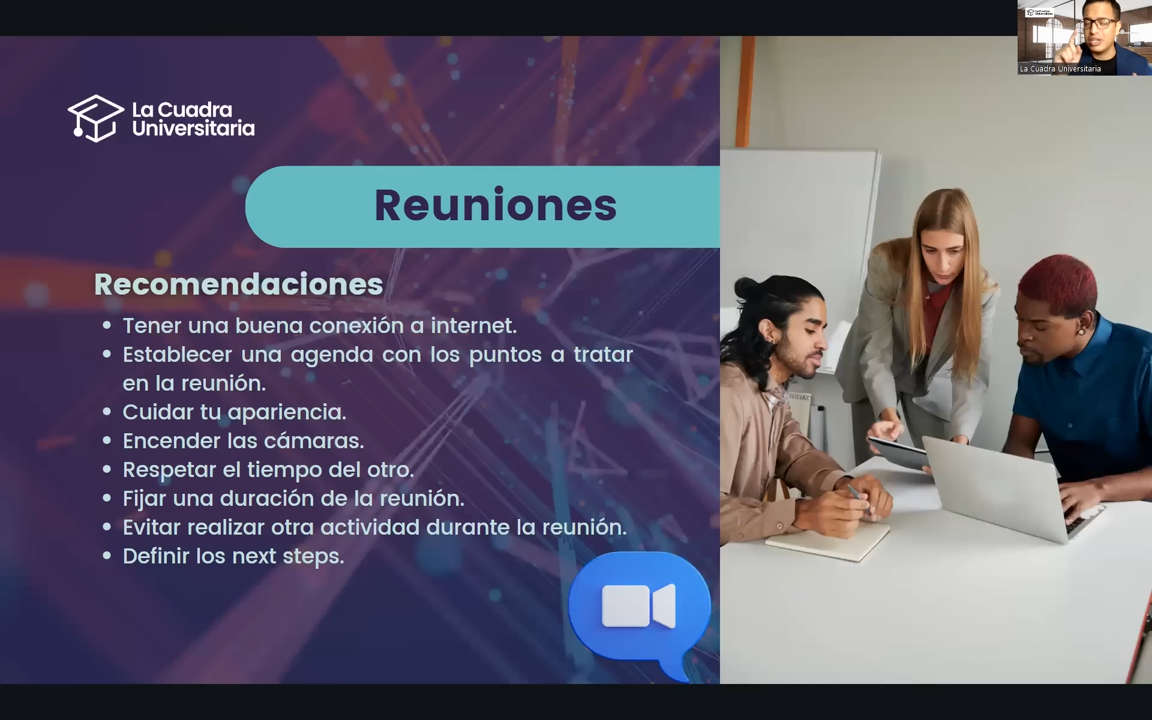 La Cuadra
Universitaria
La Cuadra Universitaria
Reuniones
Recomendaciones
• Tener una buena conexión a internet.
• Establecer una agenda con los puntos a tratar
en la reunión.
• Cuidar tu apariencia.
• Encender las cámaras.
• Respetar el tiempo del otro.
• Fijar una duración de la reunión.
• Evitar realizar otra actividad durante la reunión.
• Definir los next steps.